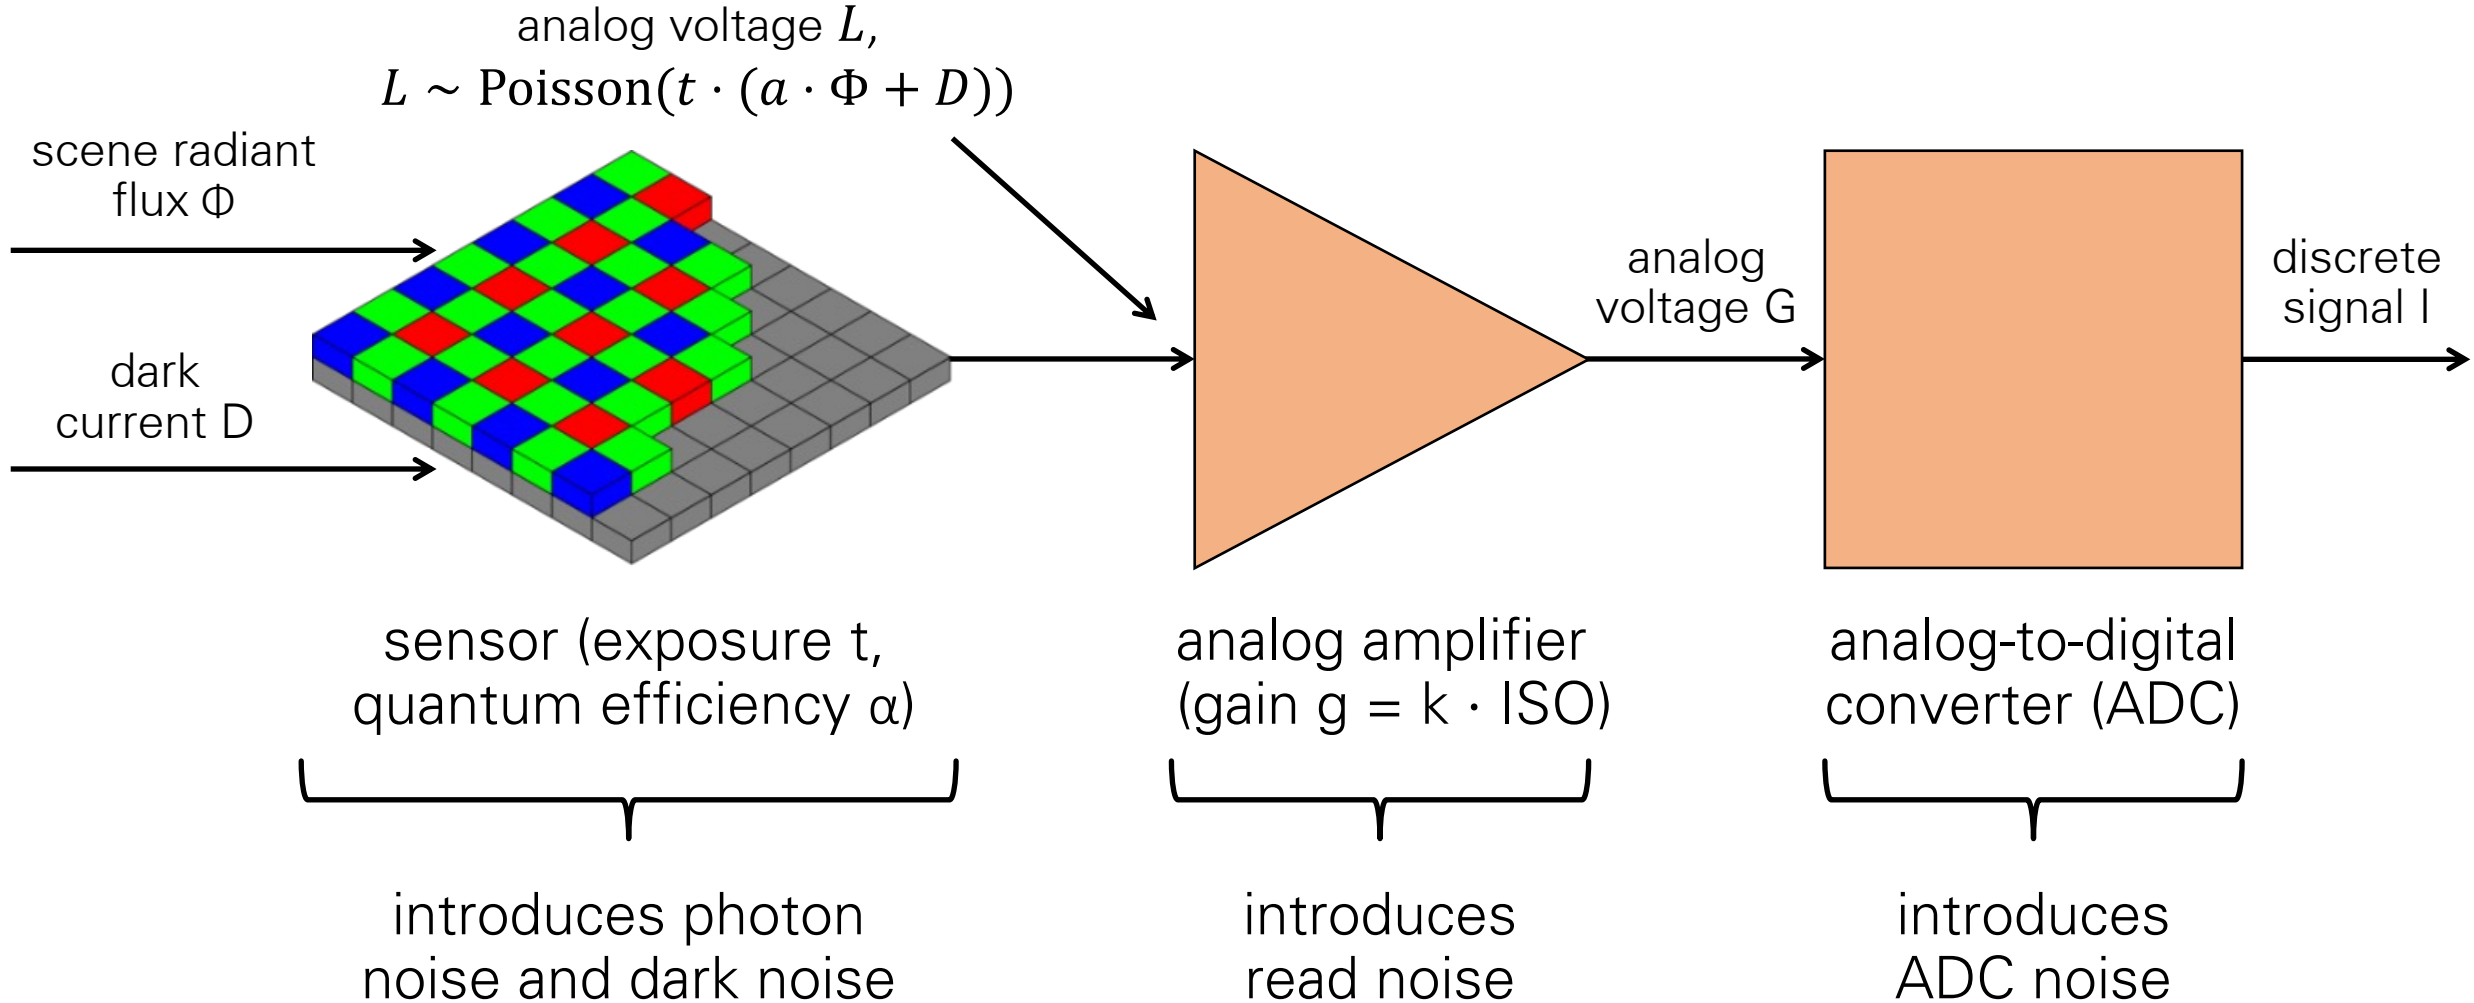 analog voltage L,
L ~ Poisson(t · (a · Φ + D))
scene radiant
flux Φ
dark
current D
analog
voltage G
discrete
signal I
sensor (exposure t,
quantum efficiency α)
analog amplifier
(gain g = k · ISO)
analog-to-digital
converter (ADC)
introduces photon
noise and dark noise
introduces
read noise
introduces
ADC noise